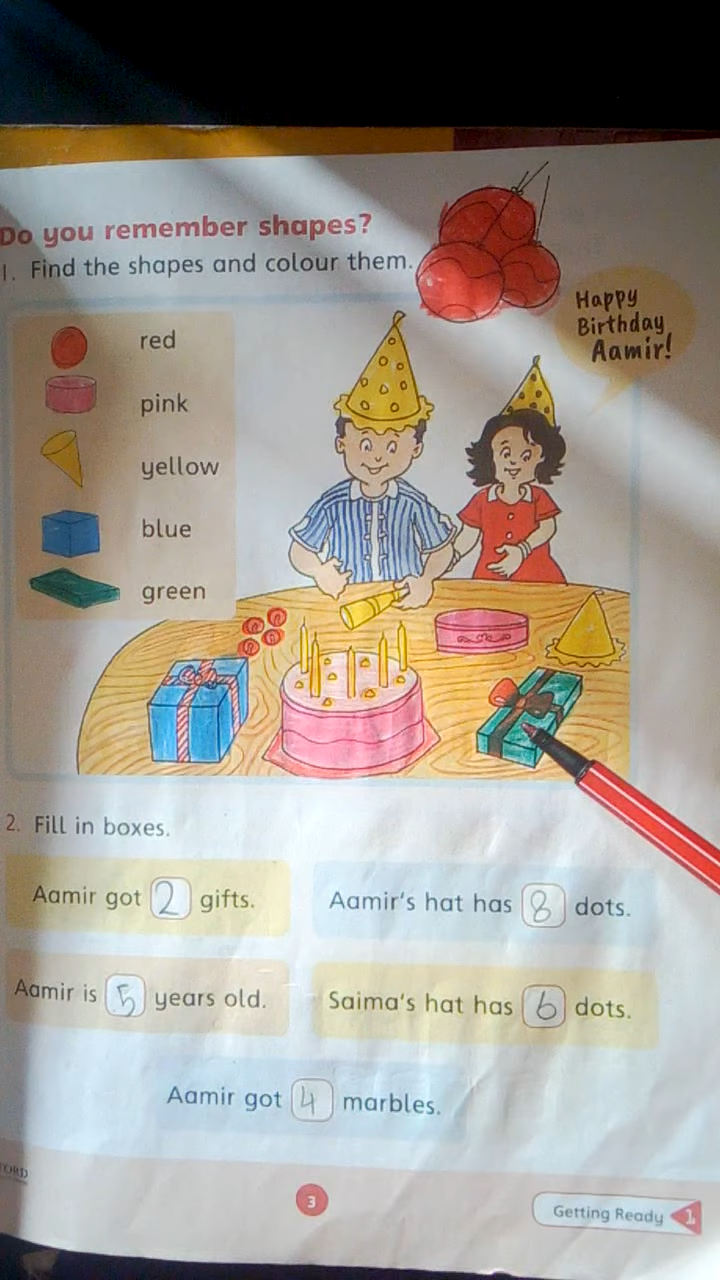 Do you remember shapes?
1. Find the shapes and colour them.
Happy
Birthday
Aamir!
red
pink
yellow
blue
green
2. Fill in boxes.
Aamir got 2 gifts.
Aamir's hat has 8 dots.
Aamir is 5 years old.
Saima's hat has 6 dots.
Aamir got 4 marbles.
3
Getting Ready 1